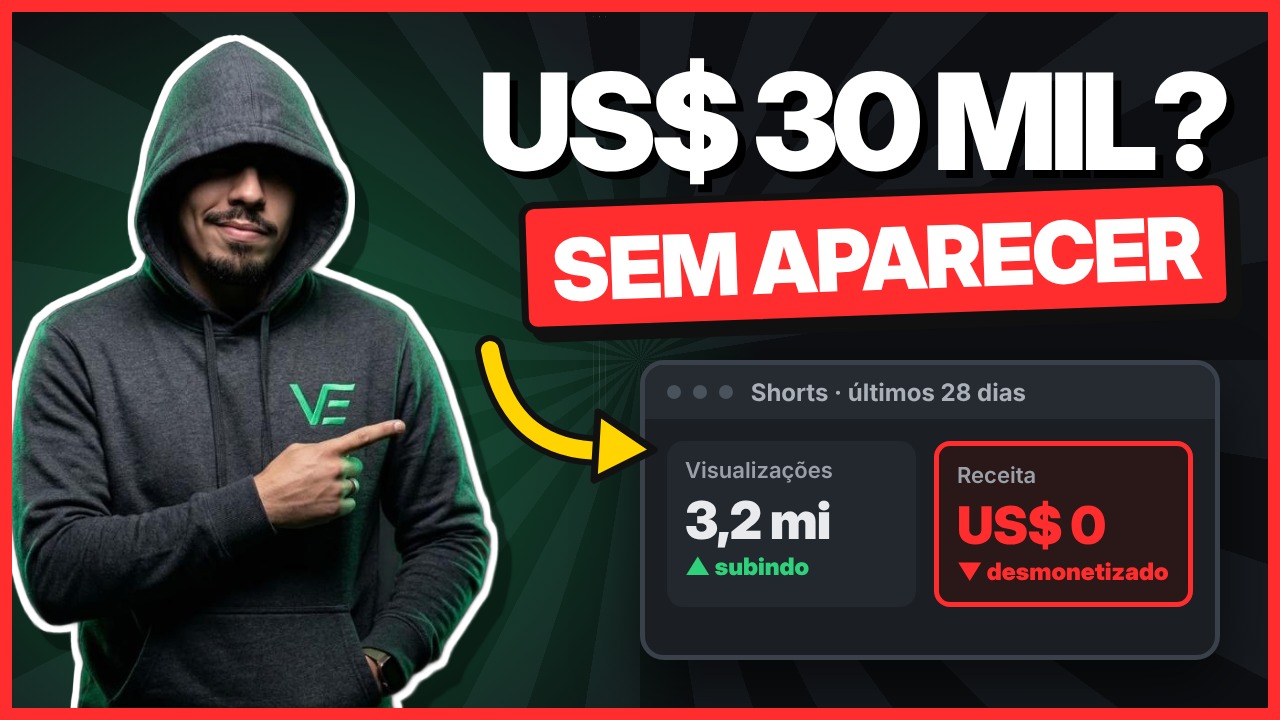 US$ 30 MIL?
SEM APARECER
VE
Shorts · últimos 28 dias
Visualizações
3,2 mi
▲ subindo
Receita
US$ 0
▼ desmonetizado